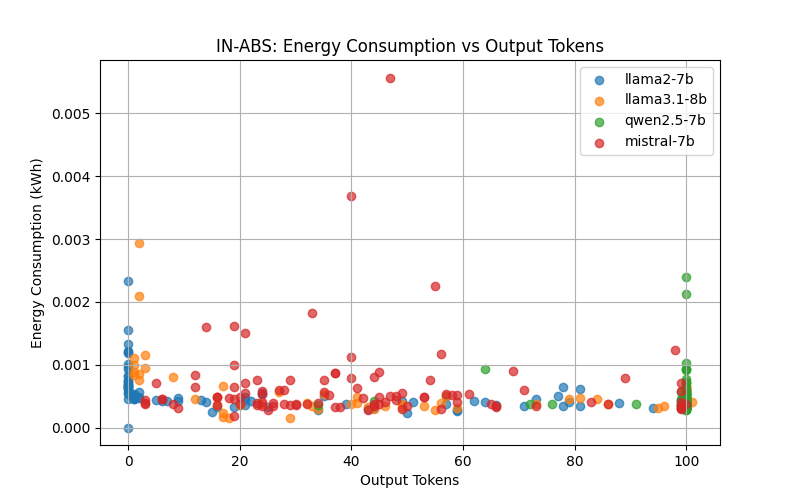 IN-ABS: Energy Consumption vs Output Tokens
llama2-7b
llama3.1-8b
qwen2.5-7b
mistral-7b
Energy Consumption (kWh)
0.005
0.004
0.003
0.002
0.001
0.000
0 20 40 60 80 100
Output Tokens